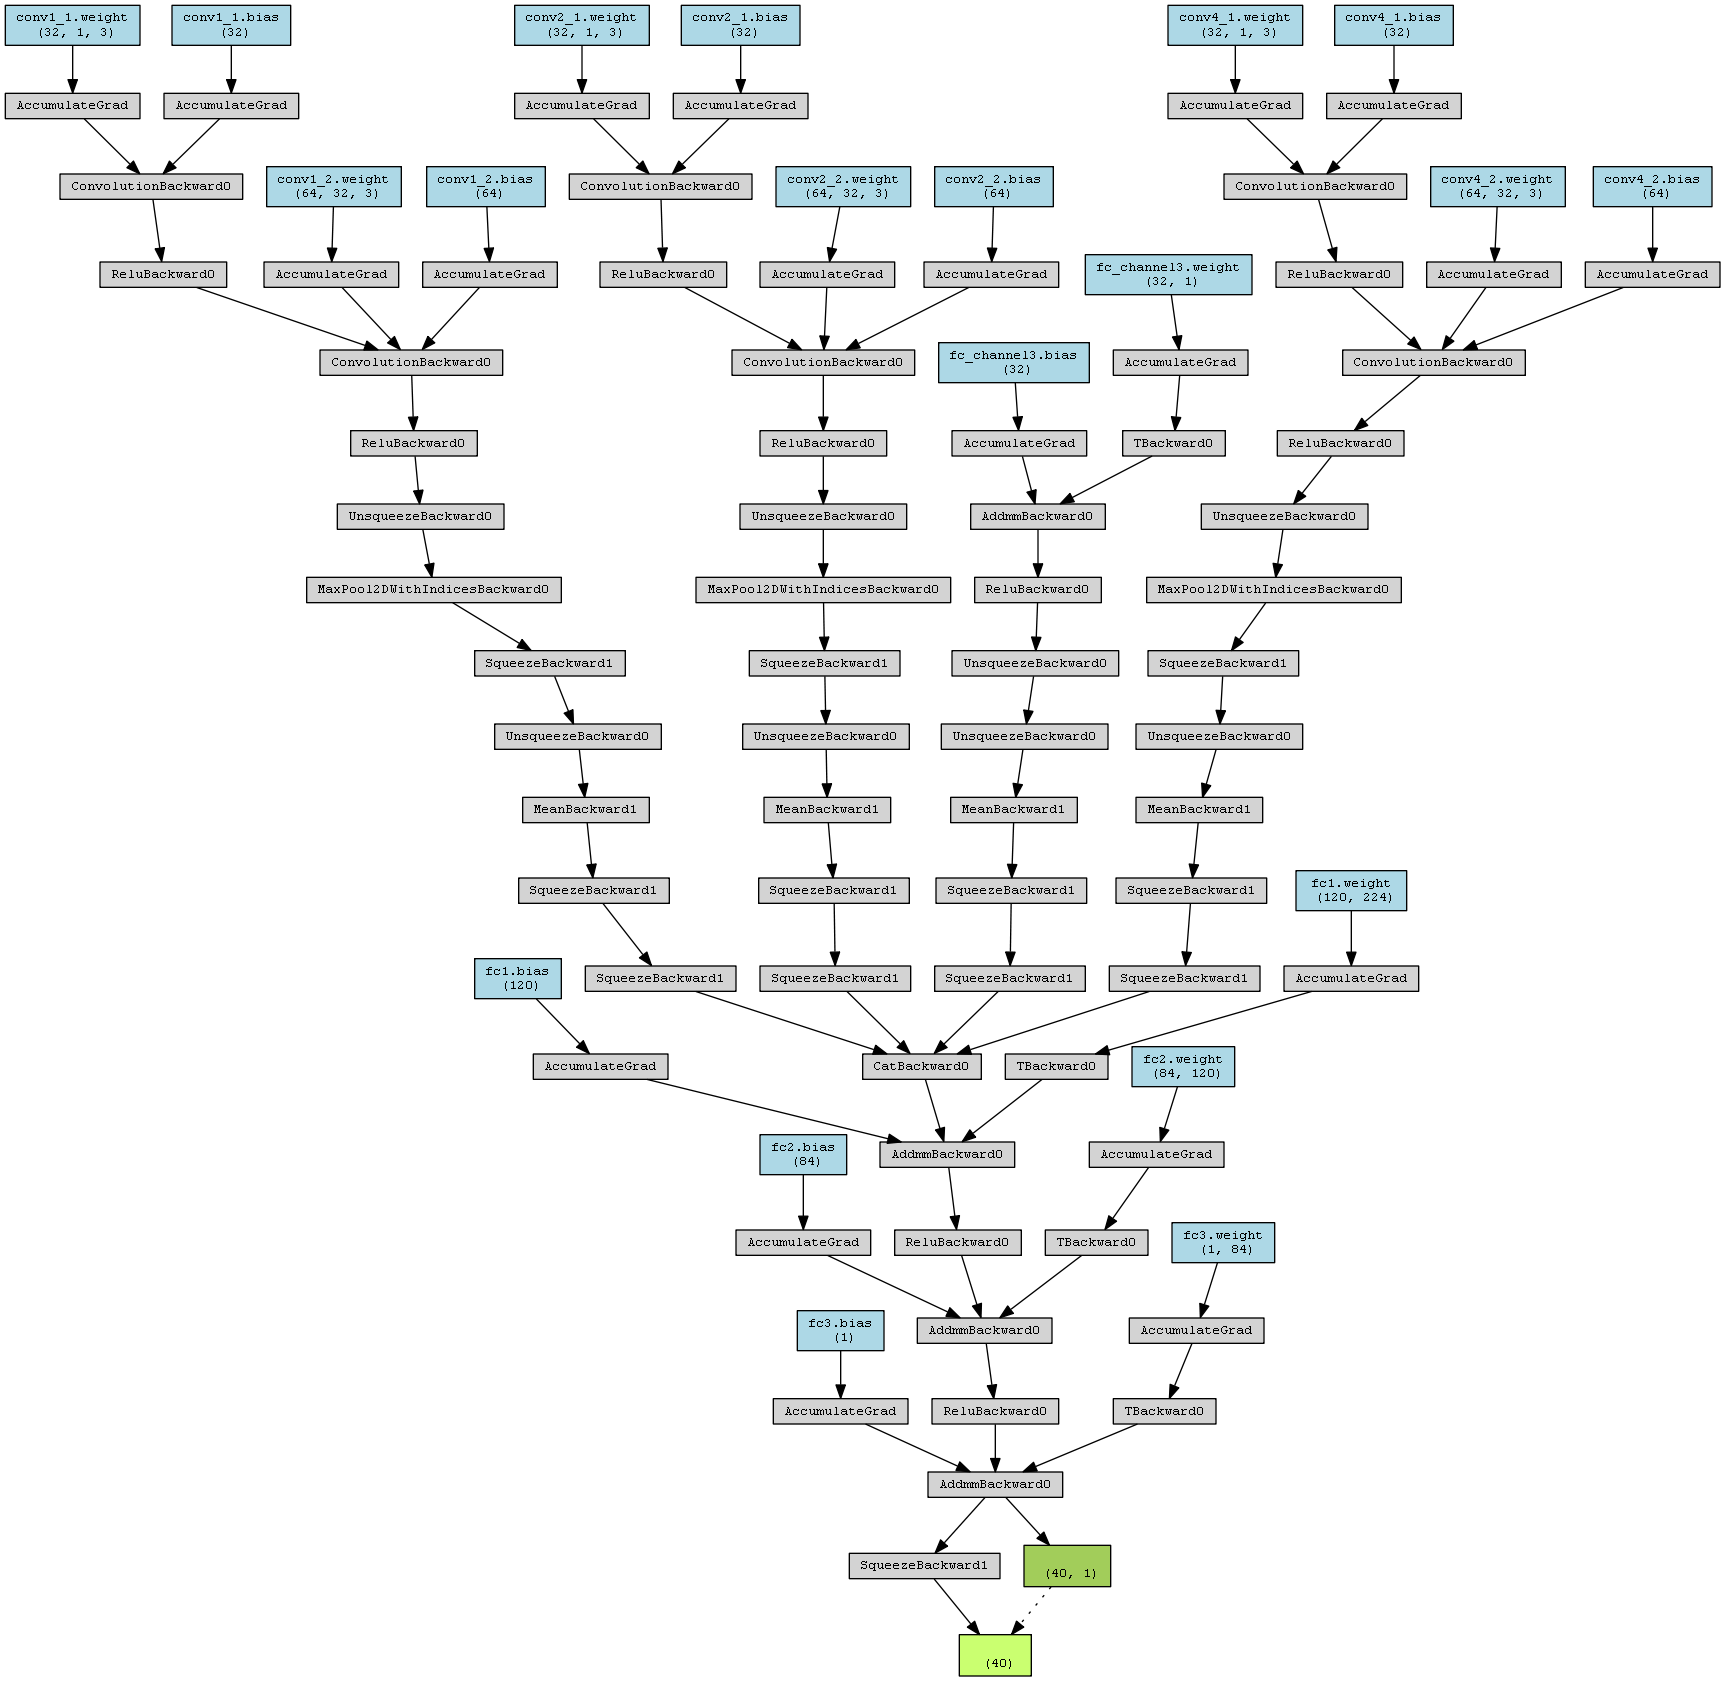 conv1_1.weight
(32, 1, 3)
conv1_1.bias
(32)
conv2_1.weight
(32, 1, 3)
conv2_1.bias
(32)
conv4_1.weight
(32, 1, 3)
conv4_1.bias
(32)
AccumulateGrad
AccumulateGrad
AccumulateGrad
AccumulateGrad
AccumulateGrad
AccumulateGrad
ConvolutionBackward0
conv1_2.weight
(64, 32, 3)
conv1_2.bias
(64)
ConvolutionBackward0
conv2_2.weight
(64, 32, 3)
conv2_2.bias
(64)
ConvolutionBackward0
conv4_2.weight
(64, 32, 3)
conv4_2.bias
(64)
ReluBackward0
AccumulateGrad
AccumulateGrad
ReluBackward0
AccumulateGrad
AccumulateGrad
fc_channel3.weight
(32, 1)
ReluBackward0
AccumulateGrad
AccumulateGrad
ConvolutionBackward0
ConvolutionBackward0
fc_channel3.bias
(32)
AccumulateGrad
ConvolutionBackward0
ReluBackward0
ReluBackward0
AccumulateGrad
TBackward0
ReluBackward0
UnsqueezeBackward0
UnsqueezeBackward0
AddmmBackward0
UnsqueezeBackward0
MaxPool2DWithIndicesBackward0
MaxPool2DWithIndicesBackward0
ReluBackward0
MaxPool2DWithIndicesBackward0
SqueezeBackward1
SqueezeBackward1
UnsqueezeBackward0
SqueezeBackward1
UnsqueezeBackward0
UnsqueezeBackward0
UnsqueezeBackward0
UnsqueezeBackward0
MeanBackward1
MeanBackward1
MeanBackward1
MeanBackward1
SqueezeBackward1
SqueezeBackward1
SqueezeBackward1
SqueezeBackward1
fc1.weight
(120, 224)
fc1.bias
(120)
SqueezeBackward1
SqueezeBackward1
SqueezeBackward1
SqueezeBackward1
AccumulateGrad
AccumulateGrad
CatBackward0
TBackward0
fc2.weight
(84, 120)
fc2.bias
(84)
AddmmBackward0
AccumulateGrad
AccumulateGrad
ReluBackward0
TBackward0
fc3.weight
(1, 84)
fc3.bias
(1)
AddmmBackward0
AccumulateGrad
AccumulateGrad
ReluBackward0
TBackward0
AddmmBackward0
SqueezeBackward1
(40, 1)
(40)